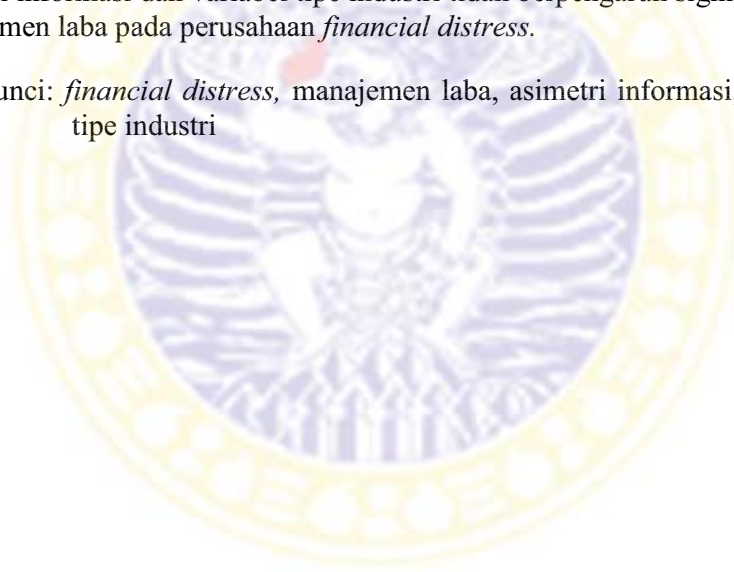 informasi dan variabel tipe industri tidak berpengaruh
men laba pada perusahaan financial distress.
unci: financial distress, manajemen laba, asimetri informasi
tipe industri